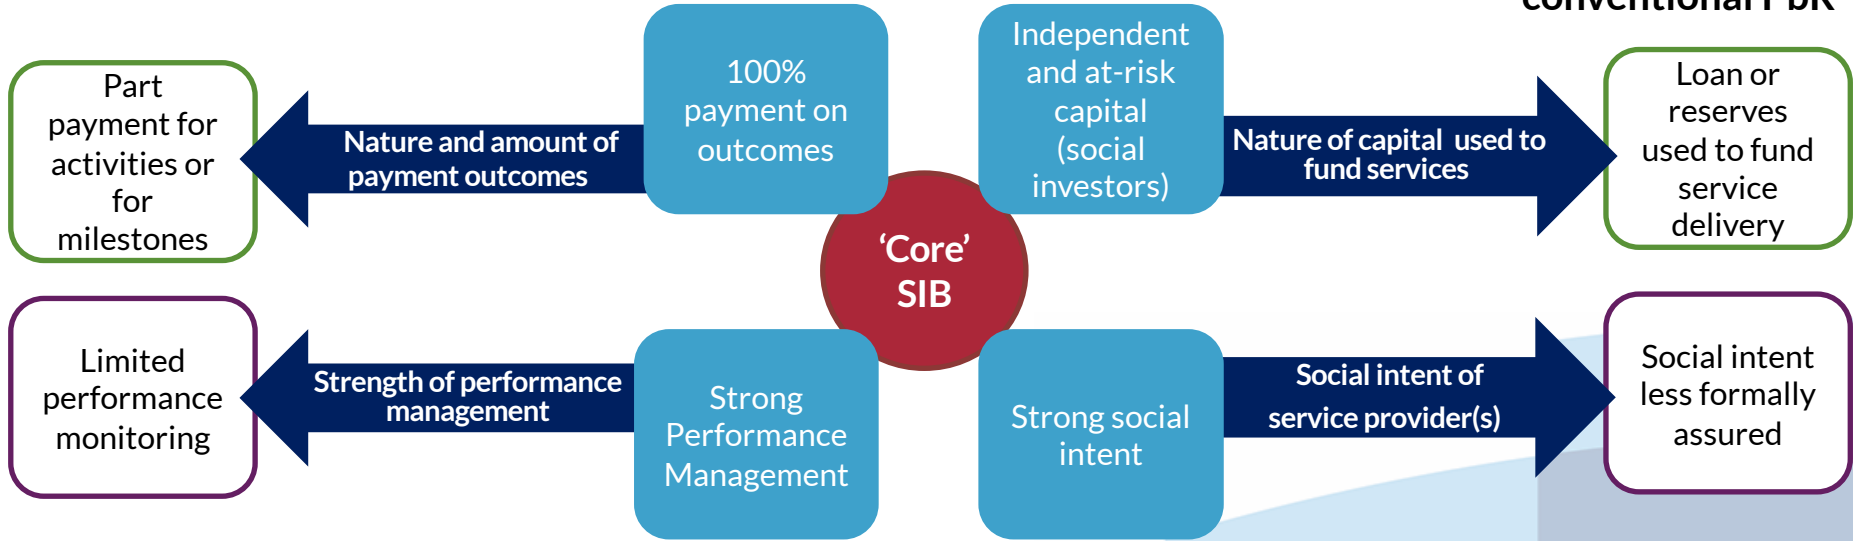 conventional PbR
Part
payment for
activities or
for
milestones
Nature and amount of
payment outcomes
100%
payment on
outcomes
Independent
and at-risk
capital
(social
investors)
Nature of capital used to
fund services
Loan or
reserves
used to fund
service
delivery
‘Core’
SIB
Limited
performance
monitoring
Strength of performance
management
Strong
Performance
Management
Strong social
intent
Social intent of
service provider(s)
Social intent
less formally
assured